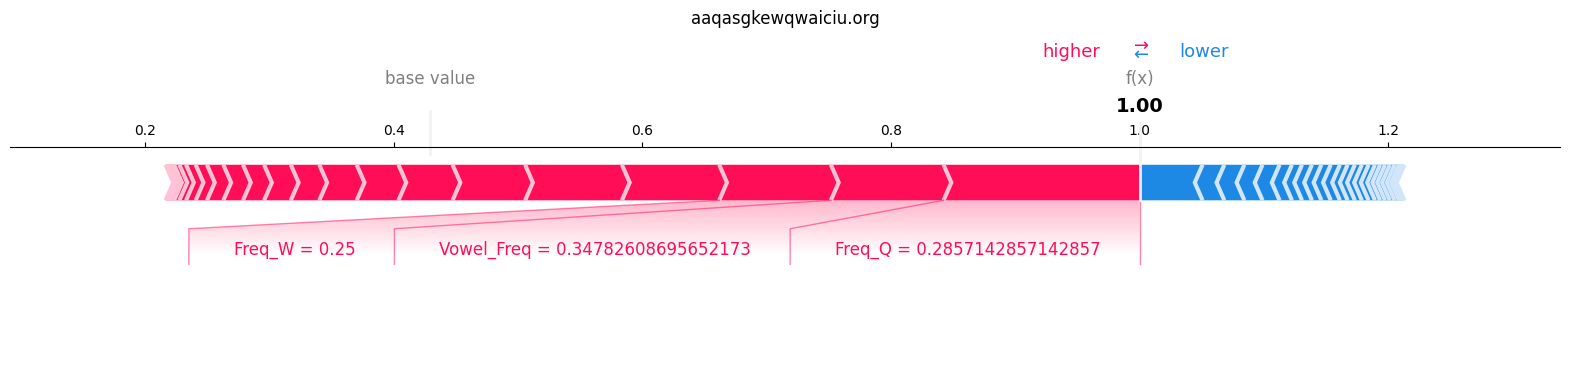 aaqasgkewqwaiciu.org
higher ⇄ lower
base value
f(x)
1.00
0.2 0.4 0.6 0.8 1.0 1.2
Freq_W = 0.25 Vowel_Freq = 0.34782608695652173 Freq_Q = 0.2857142857142857